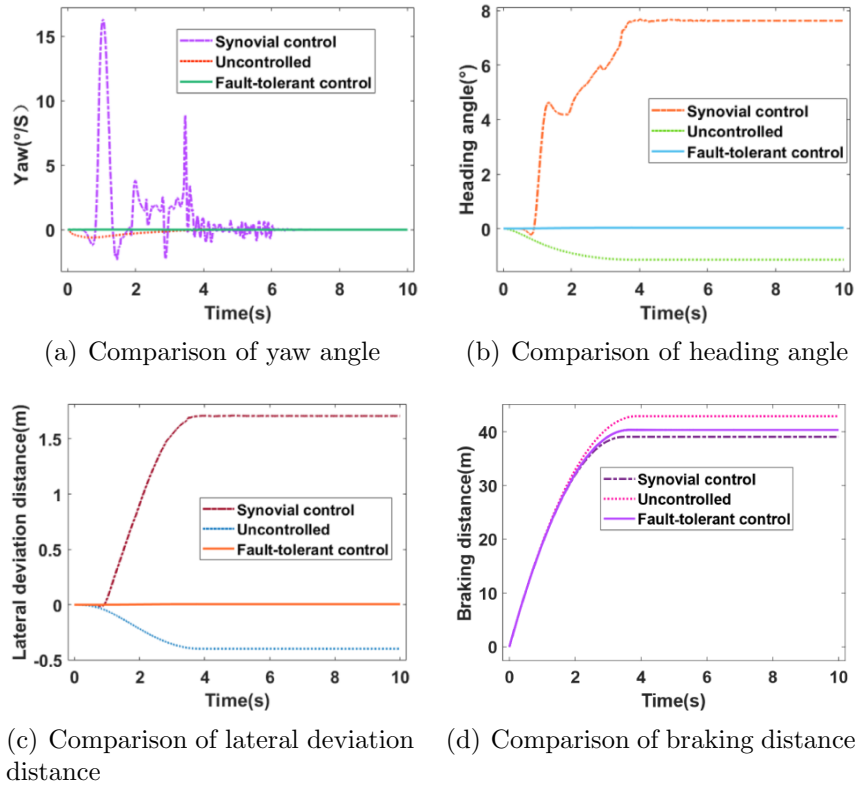 15
10
5
0
Yaw(°/S)
Synovial control
Uncontrolled
Fault-tolerant control
0 2 4 6 8 10
Time(s)
(a) Comparison of yaw angle
8
6
4
2
0
Heading angle(°)
Synovial control
Uncontrolled
Fault-tolerant control
0 2 4 6 8 10
Time(s)
(b) Comparison of heading angle
1.5
1
0.5
0
-0.5
Lateral deviation distance(m)
Synovial control
Uncontrolled
Fault-tolerant control
0 2 4 6 8 10
Time(s)
(c) Comparison of lateral deviation
distance
40
30
20
10
0
Braking distance(m)
Synovial control
Uncontrolled
Fault-tolerant control
0 2 4 6 8 10
Time(s)
(d) Comparison of braking distance